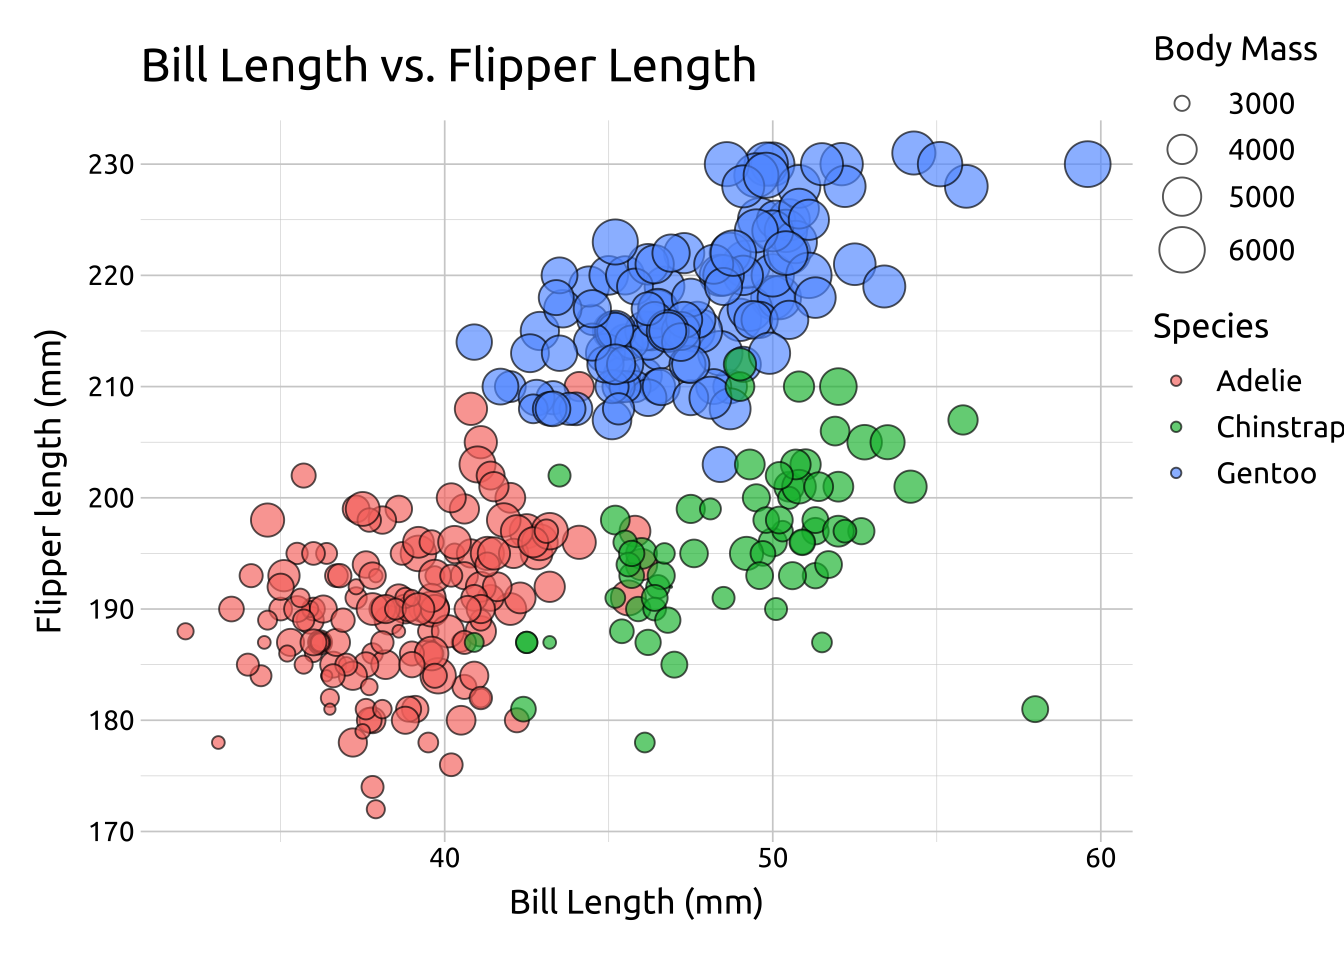 Bill Length vs. Flipper Length
Body Mass
3000
4000
5000
6000
Species
Adelie
Chinstrap
Gentoo
Flipper length (mm)
230
220
210
200
190
180
170
40 50 60
Bill Length (mm)